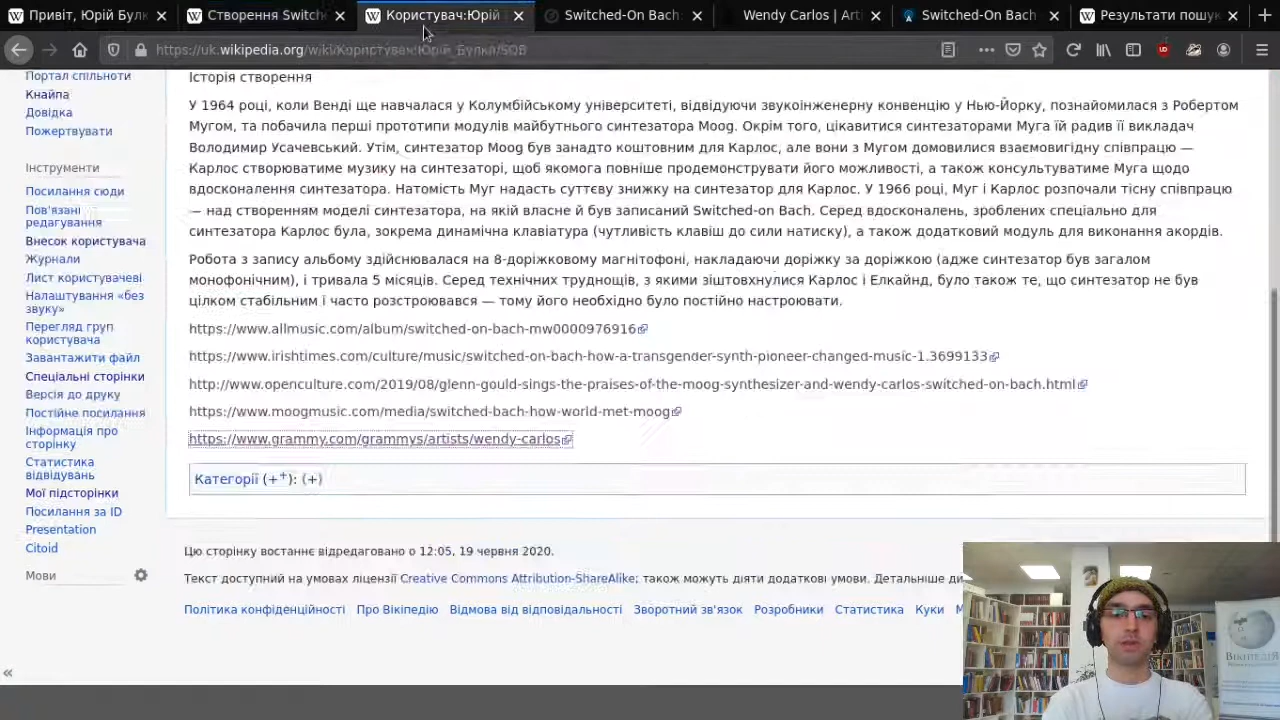 Привіт, Юрій Бул
Створення Switch
Користувач:Юрій
Switched-On Bach
Wendy Carlos | Arti
Switched-On Bach
Результати пошук
https://uk.wikipedia.org/wiki/Користувач:Юрій_Булка/SOB
Портал спільноти
Кнайпа
Довідка
Пожертвувати
Інструменти
Посилання сюди
Пов'язані
редагування
Внесок користувача
Журнали
Лист користувачеві
Налаштування «без
звуку»
Перегляд груп
користувача
Завантажити файл
Спеціальні сторінки
Версія до друку
Постійне посилання
Інформація про
сторінку
Статистика
відвідувань
Мої підсторінки
Посилання за ID
Presentation
Citoid
Мови
Історія створення
У 1964 році, коли Венді ще навчалася у Колумбійському університеті, відвідуючи звукоінженерну конвенцію у Нью-Йорку, познайомилася з Робертом
Мугом, та побачила перші прототипи модулів майбутнього синтезатора Moog. Окрім того, цікавитися синтезаторами Муга їй радив її викладач
Володимир Усачевський. Утім, синтезатор Moog був занадто коштовним для Карлос, але вони з Мугом домовилися взаємовигідну співпрацю —
Карлос створюватиме музику на синтезаторі, щоб якомога повніше продемонструвати його можливості, а також консультуватиме Муга щодо
вдосконалення синтезатора. Натомість Муг надасть суттєву знижку на синтезатор для Карлос. У 1966 році, Муг і Карлос розпочали тісну співпрацю
— над створенням моделі синтезатора, на якій власне й був записаний Switched-on Bach. Серед вдосконалень, зроблених спеціально для
синтезатора Карлос була, зокрема динамічна клавіатура (чутливість клавіш до сили натиску), а також додатковий модуль для виконання акордів.
Робота з запису альбому здійснювалася на 8-доріжковому магнітофоні, накладаючи доріжку за доріжкою (адже синтезатор був загалом
монофонічним), і тривала 5 місяців. Серед технічних труднощів, з якими зіштовхнулися Карлос і Елкайнд, було також те, що синтезатор не був
цілком стабільним і часто розстроювався — тому його необхідно було постійно настроювати.
https://www.allmusic.com/album/switched-on-bach-mw0000976916
https://www.irishtimes.com/culture/music/switched-on-bach-how-a-transgender-synth-pioneer-changed-music-1.3699133
http://www.openculture.com/2019/08/glenn-gould-sings-the-praises-of-the-moog-synthesizer-and-wendy-carlos-switched-on-bach.html
https://www.moogmusic.com/media/switched-bach-how-world-met-moog
https://www.grammy.com/grammys/artists/wendy-carlos
Категорії (++): (+)
Цю сторінку востаннє відредаговано о 12:05, 19 червня 2020.
Текст доступний на умовах ліцензії Creative Commons Attribution-ShareAlike; також можуть діяти додаткові умови. Детальніше ди
Політика конфіденційності Про Вікіпедію Відмова від відповідальності Зворотний зв'язок Розробники Статистика Куки М
ВІКІПЕДІЯ